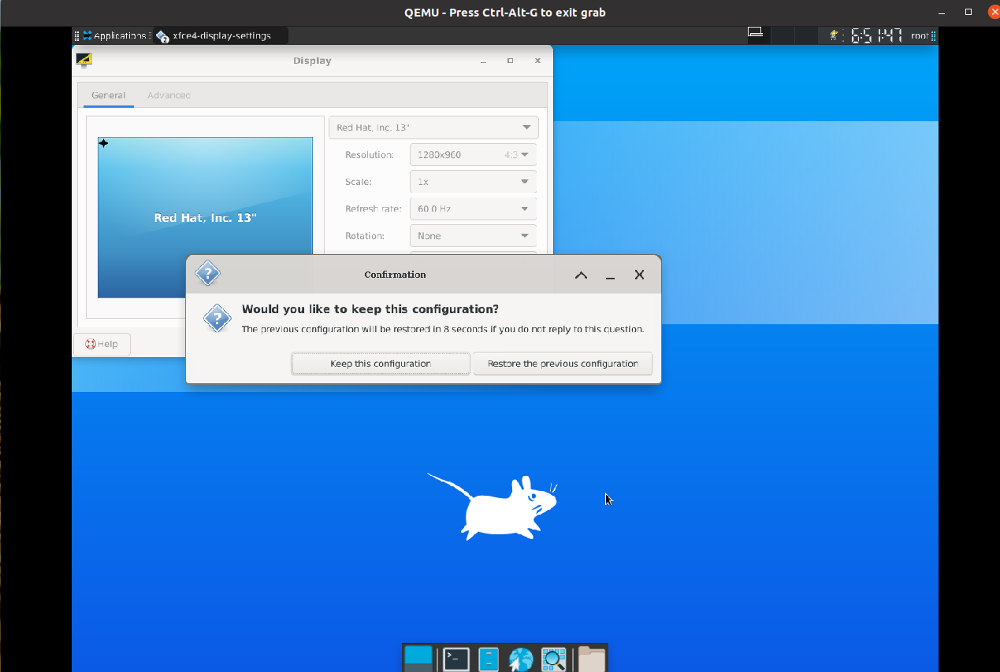 QEMU - Press Ctrl-Alt-G to exit grab
Applications
2
xfce4-display-settings
root
Display
General
Advanced
Red Hat, Inc. 13"
Resolution:
1280x960
4:3
Scale:
1x
Refresh rate:
60.0 Hz
Rotation:
None
Red Hat, Inc. 13"
Confirmation
Would you like to keep this configuration?
The previous configuration will be restored in 8 seconds if you do not reply to this question.
Keep this configuration
Restore the previous configuration
Help